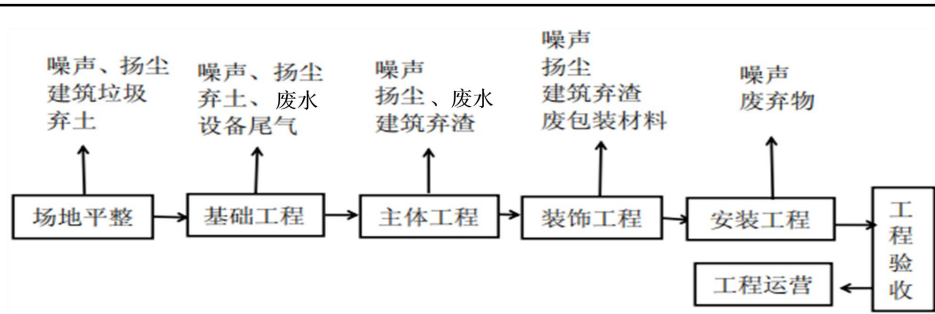 噪声、扬尘
建筑垃圾
弃土
噪声、扬尘
弃土、废水
设备尾气
噪声
扬尘、废水
建筑弃渣
噪声
扬尘
建筑弃渣
废包装材料
噪声
废弃物
场地平整
基础工程
主体工程
装饰工程
安装工程
工程验收
工程运营